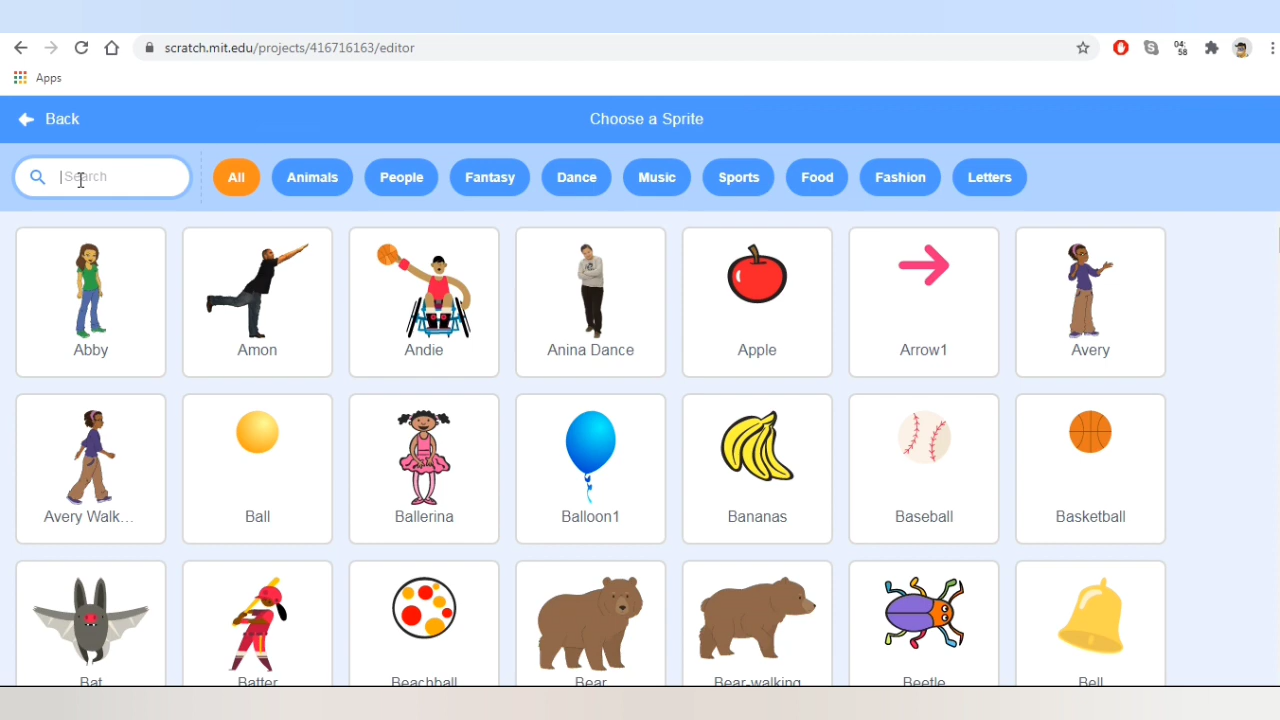 scratch.mit.edu/projects/416716163/editor
04:
58
Apps
Back
Choose a Sprite
Search
All
Animals
People
Fantasy
Dance
Music
Sports
Food
Fashion
Letters
Abby
Amon
Andie
Anina Dance
Apple
Arrow1
Avery
Avery Walk...
Ball
Ballerina
Balloon1
Bananas
Baseball
Basketball
Bat
Batter
Beachball
Bear
Bear-walking
Beetle
Bell